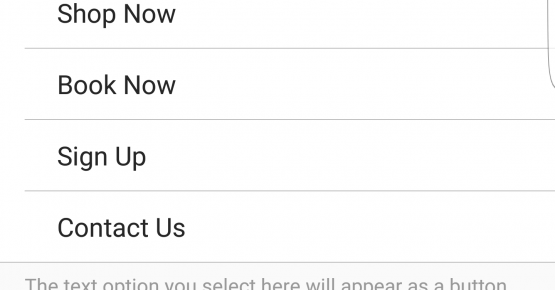 Shop Now
Book Now
Sign Up
Contact Us
The text option you select here will appear as a button